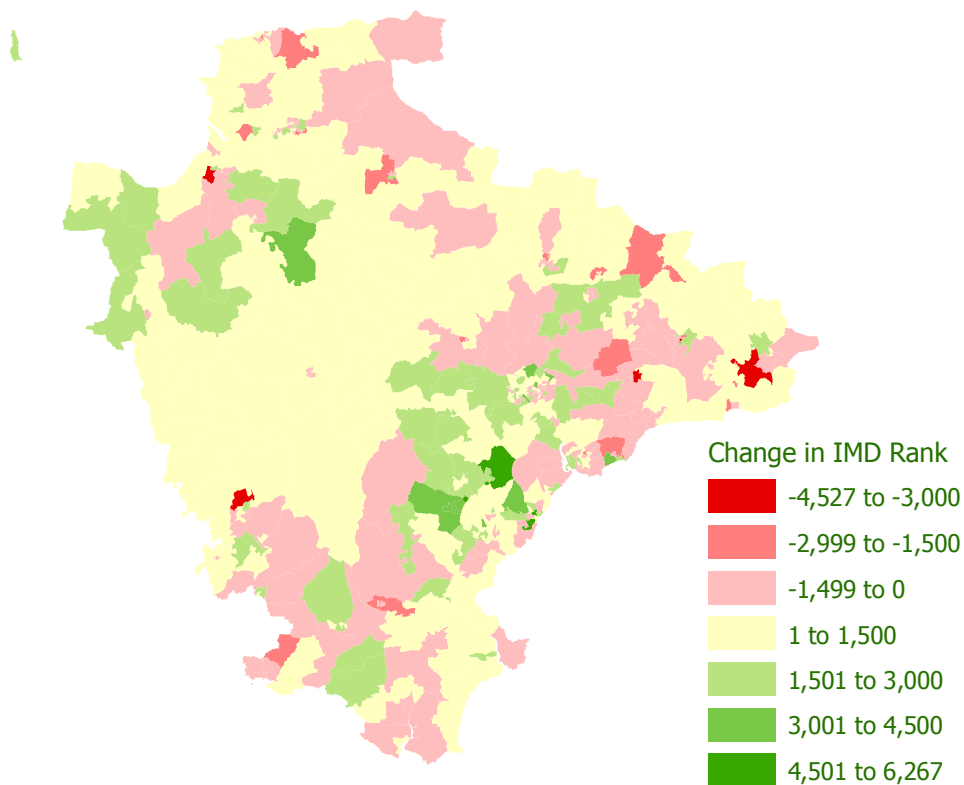 Change in IMD Rank
-4,527 to -3,000
-2,999 to -1,500
-1,499 to 0
1 to 1,500
1,501 to 3,000
3,001 to 4,500
4,501 to 6,267